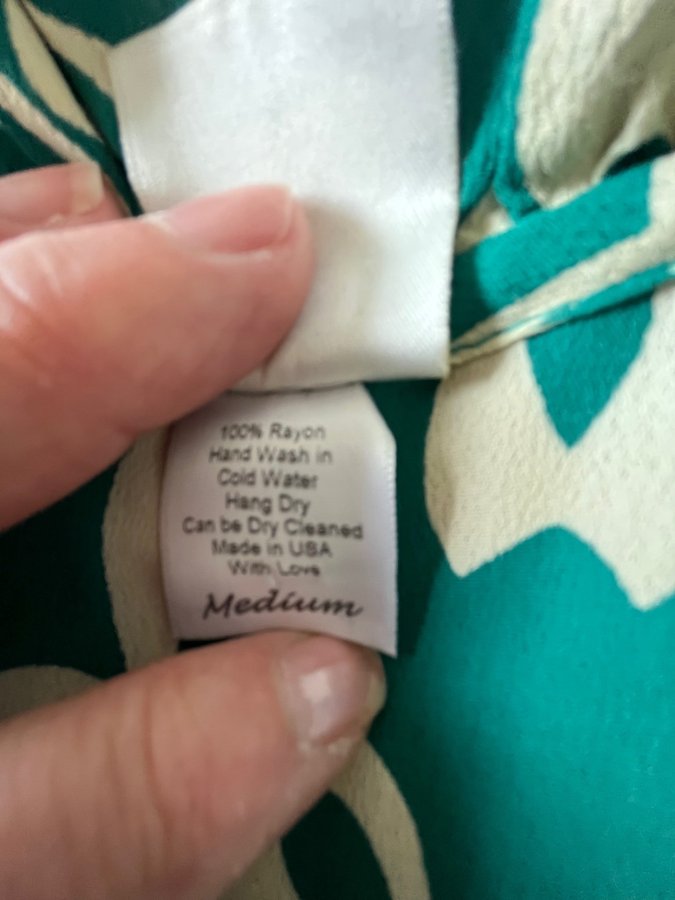 100% Rayon
Hand Wash in
Cold Water
Hang Dry
Can be Dry Cleaned
Made in USA
With Love
Medium